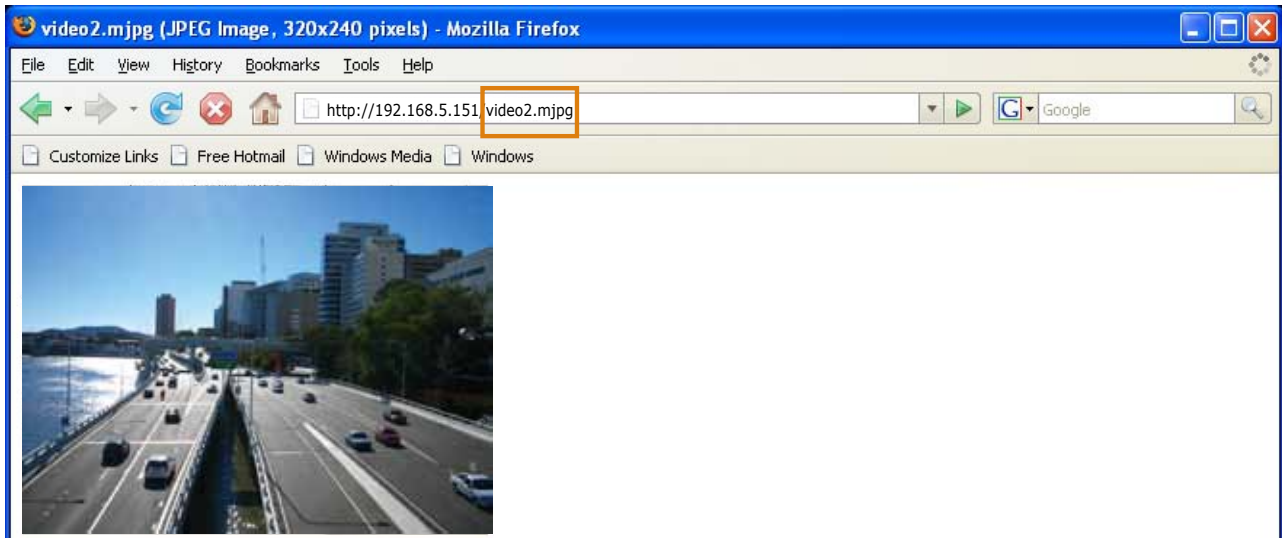 video2.mjpg (JPEG Image, 320x240 pixels) - Mozilla Firefox
File Edit View History Bookmarks Tools Help
http://192.168.5.151/video2.mjpg
G Google
Customize Links Free Hotmail Windows Media Windows